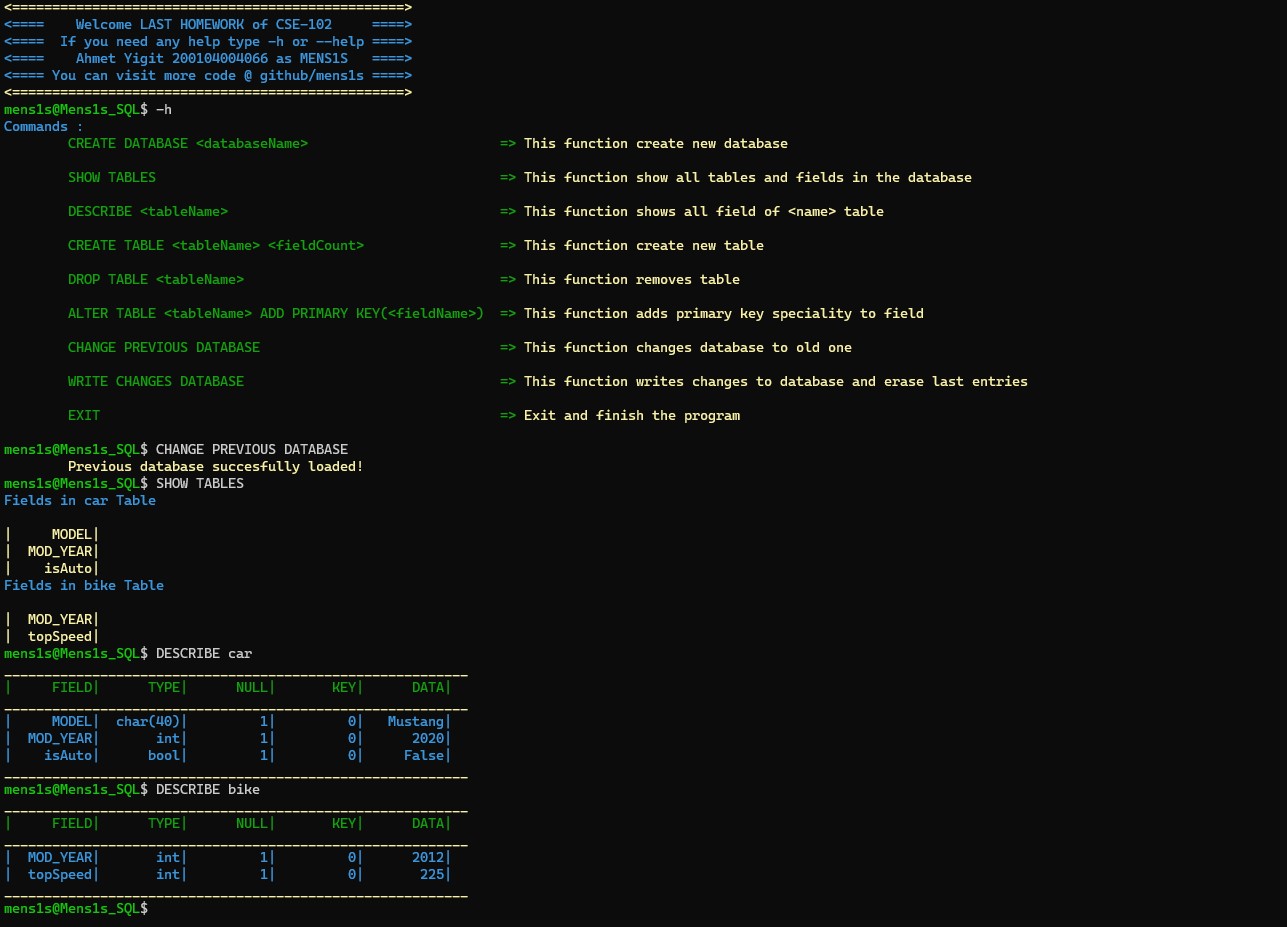 <==================================================>
<====    Welcome LAST HOMEWORK of CSE-102     ====>
<====  If you need any help type -h or --help ====>
<====    Ahmet Yigit 200104004066 as MENS1S   ====>
<==== You can visit more code @ github/mens1s ====>
<==================================================>
mens1s@Mens1s_SQL$ -h
Commands :
CREATE DATABASE <databaseName> => This function create new database
SHOW TABLES => This function show all tables and fields in the database
DESCRIBE <tableName> => This function shows all field of <name> table
CREATE TABLE <tableName> <fieldCount> => This function create new table
DROP TABLE <tableName> => This function removes table
ALTER TABLE <tableName> ADD PRIMARY KEY(<fieldName>) => This function adds primary key speciality to field
CHANGE PREVIOUS DATABASE => This function changes database to old one
WRITE CHANGES DATABASE => This function writes changes to database and erase last entries
EXIT => Exit and finish the program
mens1s@Mens1s_SQL$ CHANGE PREVIOUS DATABASE
Previous database succesfully loaded!
mens1s@Mens1s_SQL$ SHOW TABLES
Fields in car Table
|     MODEL|
|  MOD_YEAR|
|    isAuto|
Fields in bike Table
|  MOD_YEAR|
|  topSpeed|
mens1s@Mens1s_SQL$ DESCRIBE car
__________________________________________________________
|     FIELD|      TYPE|      NULL|       KEY|      DATA|
__________________________________________________________
|     MODEL|  char(40)|         1|         0|   Mustang|
|  MOD_YEAR|       int|         1|         0|      2020|
|    isAuto|      bool|         1|         0|     False|
__________________________________________________________
mens1s@Mens1s_SQL$ DESCRIBE bike
__________________________________________________________
|     FIELD|      TYPE|      NULL|       KEY|      DATA|
__________________________________________________________
|  MOD_YEAR|       int|         1|         0|      2012|
|  topSpeed|       int|         1|         0|       225|
__________________________________________________________
mens1s@Mens1s_SQL$